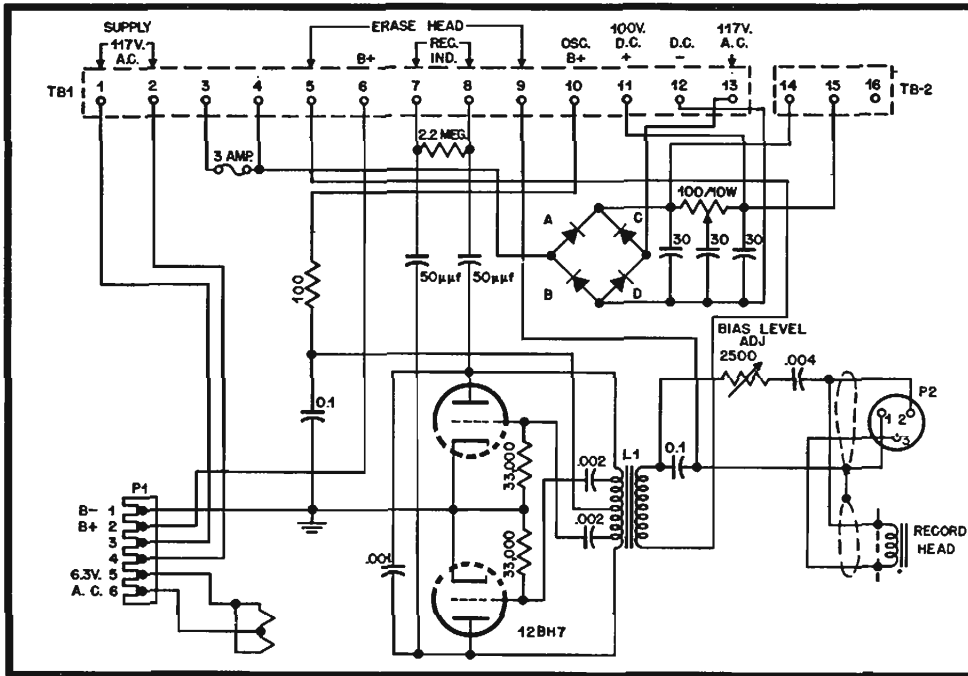 SUPPLY
117V.
A.C.
ERASE HEAD
B+
REC.
IND.
OSC.
B+
100V.
D.C.
+
D.C.
-
117V.
A.C.
TB1
1 2 3 4 5 6 7 8 9 10 11 12 13
14 15 16
TB-2
3 AMP.
2.2 MEG.
A
C
B
D
100/10W
30
30
30
100
50μμf
50μμf
BIAS LEVEL
ADJ
2500
.004
P2
1 2
3
0.1
33,000
33,000
.002
.002
L1
0.1
P1
B- 1
B+ 2
3
4
6.3V. 5
A.C. 6
12BH7
RECORD
HEAD